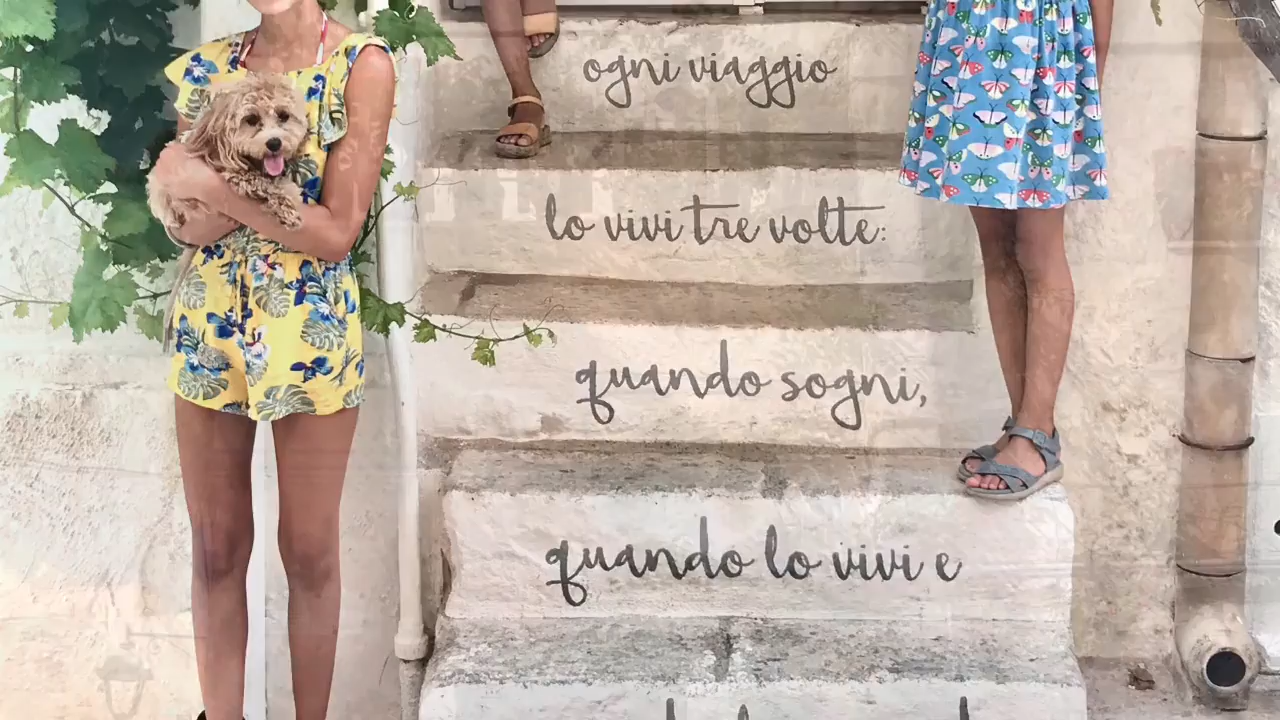 ogni viaggio
lo vivi tre volte:
quando sogni,
quando lo vivi e